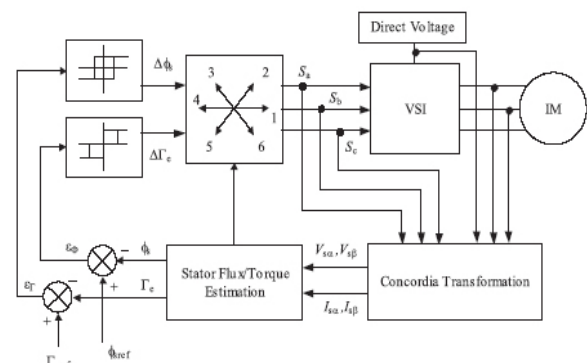 Direct Voltage
Δϕs
3
2
4
1
5
6
Sa
Sb
Sc
VSI
IM
ΔΓe
εΦ
−
ϕs
+
εΓ
−
Γe
+
Stator Flux/Torque
Estimation
Vsα,Vsβ
Isα,Isβ
Concordia Transformation
ϕsref